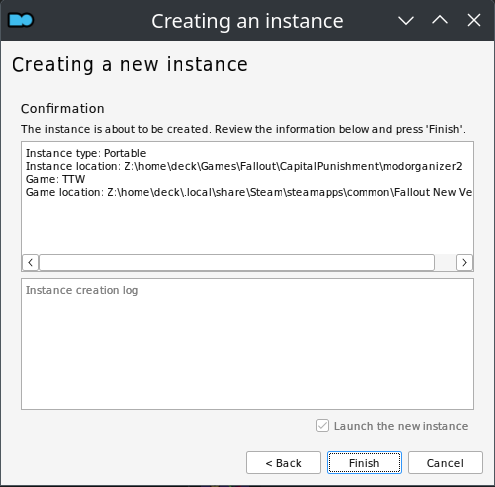 Creating an instance
Creating a new instance
Confirmation
The instance is about to be created. Review the information below and press 'Finish'.
Instance type: Portable
Instance location: Z:\home\deck\Games\Fallout\CapitalPunishment\modorganizer2
Game: TTW
Game location: Z:\home\deck\.local\share\Steam\steamapps\common\Fallout New Ve
Instance creation log
Launch the new instance
< Back
Finish
Cancel